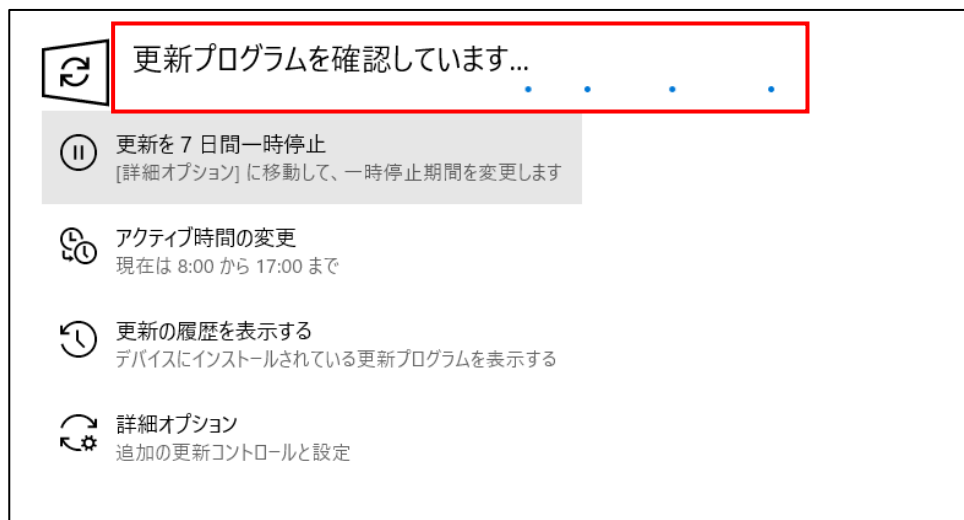 更新プログラムを確認しています...
更新を 7 日間一時停止
[詳細オプション] に移動して、一時停止期間を変更します
アクティブ時間の変更
現在は 8:00 から 17:00 まで
更新の履歴を表示する
デバイスにインストールされている更新プログラムを表示する
詳細オプション
追加の更新コントロールと設定